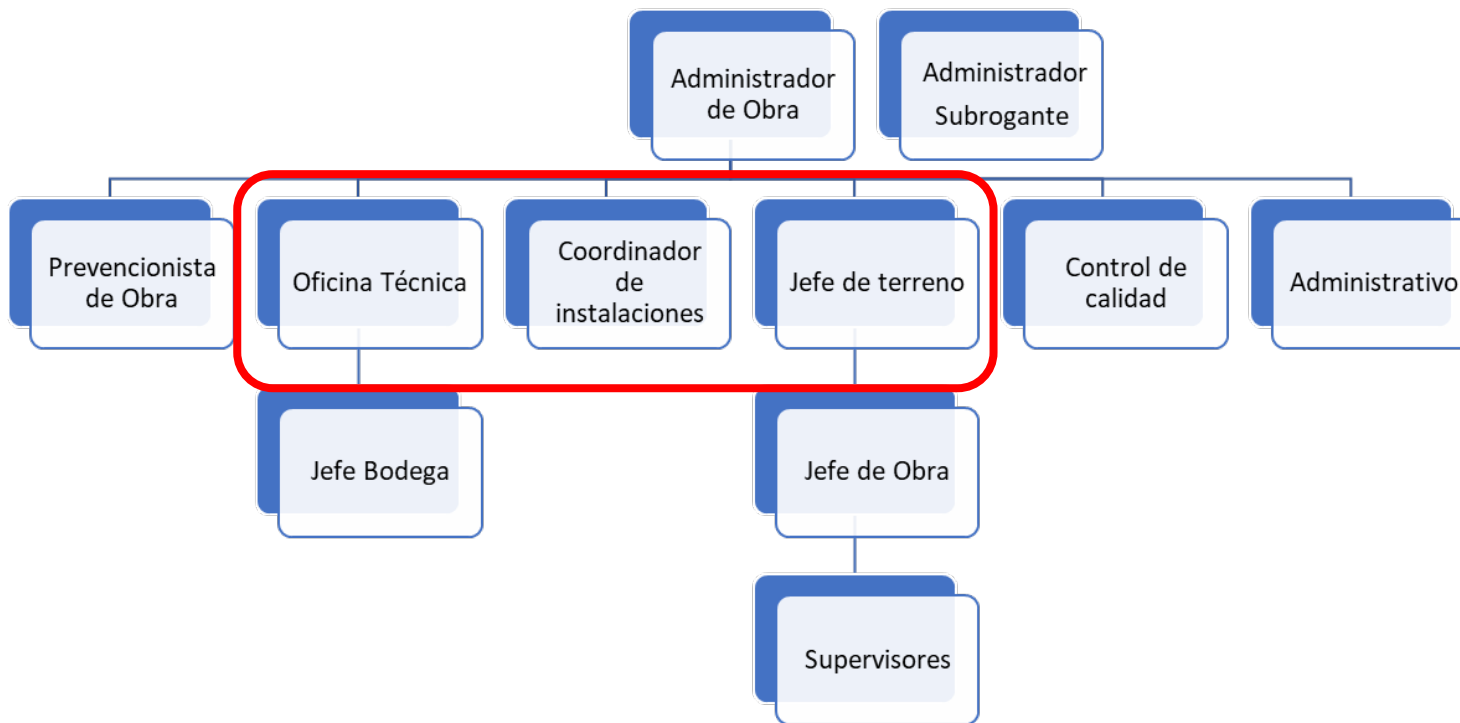 Administrador
de Obra
Administrador
Subrogante
Prevencionista
de Obra
Oficina Técnica
Coordinador
de
instalaciones
Jefe de terreno
Control de
calidad
Administrativo
Jefe Bodega
Jefe de Obra
Supervisores